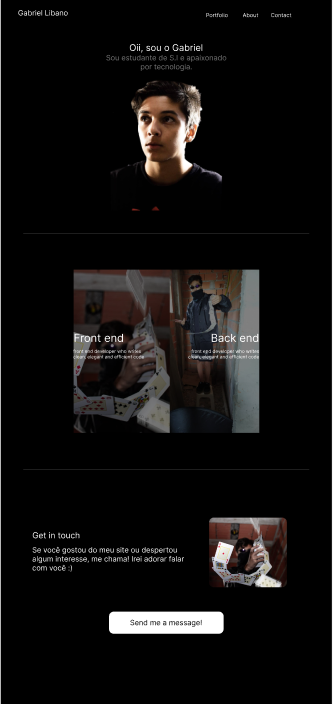 Gabriel Libano
Portfolio About Contact
Oii, sou o Gabriel
Sou estudante de S.I e apaixonado
por tecnologia.
Front end
front end developer who writes
clean, elegant and efficient code
Back end
front end developer who writes
clean, elegant and efficient code
Get in touch
Se você gostou do meu site ou despertou
algum interesse, me chama! Irei adorar falar
com você :)
Send me a message!